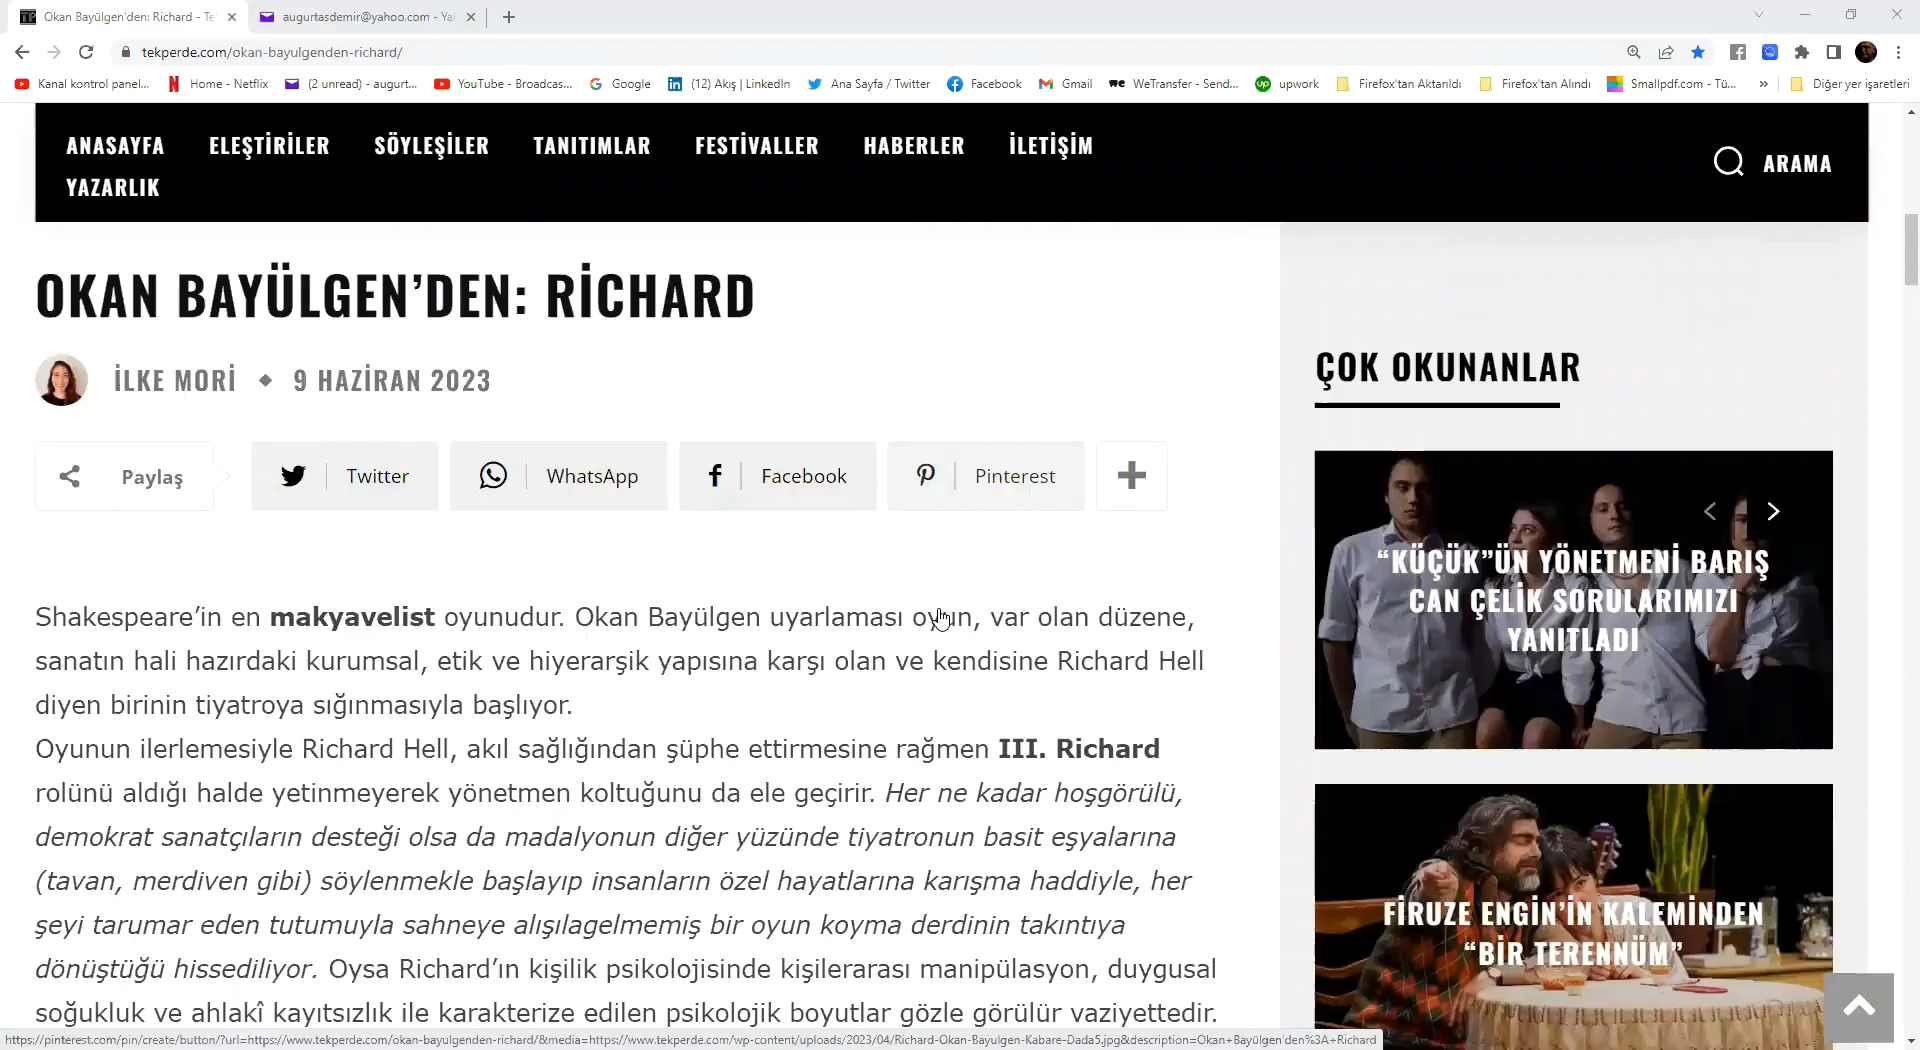 Okan Bayülgen'den: Richard - Te
augurtasdemir@yahoo.com - Ya
tekperde.com/okan-bayulgenden-richard/
Kanal kontrol panel...
Home - Netflix
(2 unread) - augurt...
YouTube - Broadcas...
Google
(12) Akış | LinkedIn
Ana Sayfa / Twitter
Facebook
Gmail
WeTransfer - Send...
upwork
Firefox'tan Aktarıldı
Firefox'tan Alındı
Smallpdf.com - Tü...
Diğer yer işaretleri
ANASAYFA
ELEŞTİRİLER
SÖYLEŞİLER
TANITIMLAR
FESTİVALLER
HABERLER
İLETİŞİM
YAZARLIK
ARAMA
OKAN BAYÜLGEN’DEN: RİCHARD
İLKE MORİ ◆ 9 HAZİRAN 2023
Paylaş
Twitter
WhatsApp
Facebook
Pinterest
Shakespeare’in en makyavelist oyunudur. Okan Bayülgen uyarlaması oyun, var olan düzene,
sanatın hali hazırdaki kurumsal, etik ve hiyerarşik yapısına karşı olan ve kendisine Richard Hell
diyen birinin tiyatroya sığınmasıyla başlıyor.
Oyunun ilerlemesiyle Richard Hell, akıl sağlığından şüphe ettirmesine rağmen III. Richard
rolünü aldığı halde yetinmeyerek yönetmen koltuğunu da ele geçirir. Her ne kadar hoşgörülü,
demokrat sanatçıların desteği olsa da madalyonun diğer yüzünde tiyatronun basit eşyalarına
(tavan, merdiven gibi) söylenmekle başlayıp insanların özel hayatlarına karışma haddiyle, her
şeyi tarumar eden tutumuyla sahneye alışılagelmemiş bir oyun koyma derdinin takıntıya
dönüştüğü hissediliyor. Oysa Richard’ın kişilik psikolojisinde kişilerarası manipülasyon, duygusal
soğukluk ve ahlakî kayıtsızlık ile karakterize edilen psikolojik boyutlar gözle görülür vaziyettedir.
ÇOK OKUNANLAR
“KÜÇÜK”ÜN YÖNETMENİ BARIŞ
CAN ÇELİK SORULARIMIZI
YANITLADI
FİRUZE ENGİN’İN KALEMİNDEN
“BİR TERENNÜM”
https://pinterest.com/pin/create/button/?url=https://www.tekperde.com/okan-bayulgenden-richard/&media=https://www.tekperde.com/wp-content/uploads/2023/04/Richard-Okan-Bayulgen-Kabare-Dada5.jpg&description=Okan+Bayülgen'den%3A+Richard